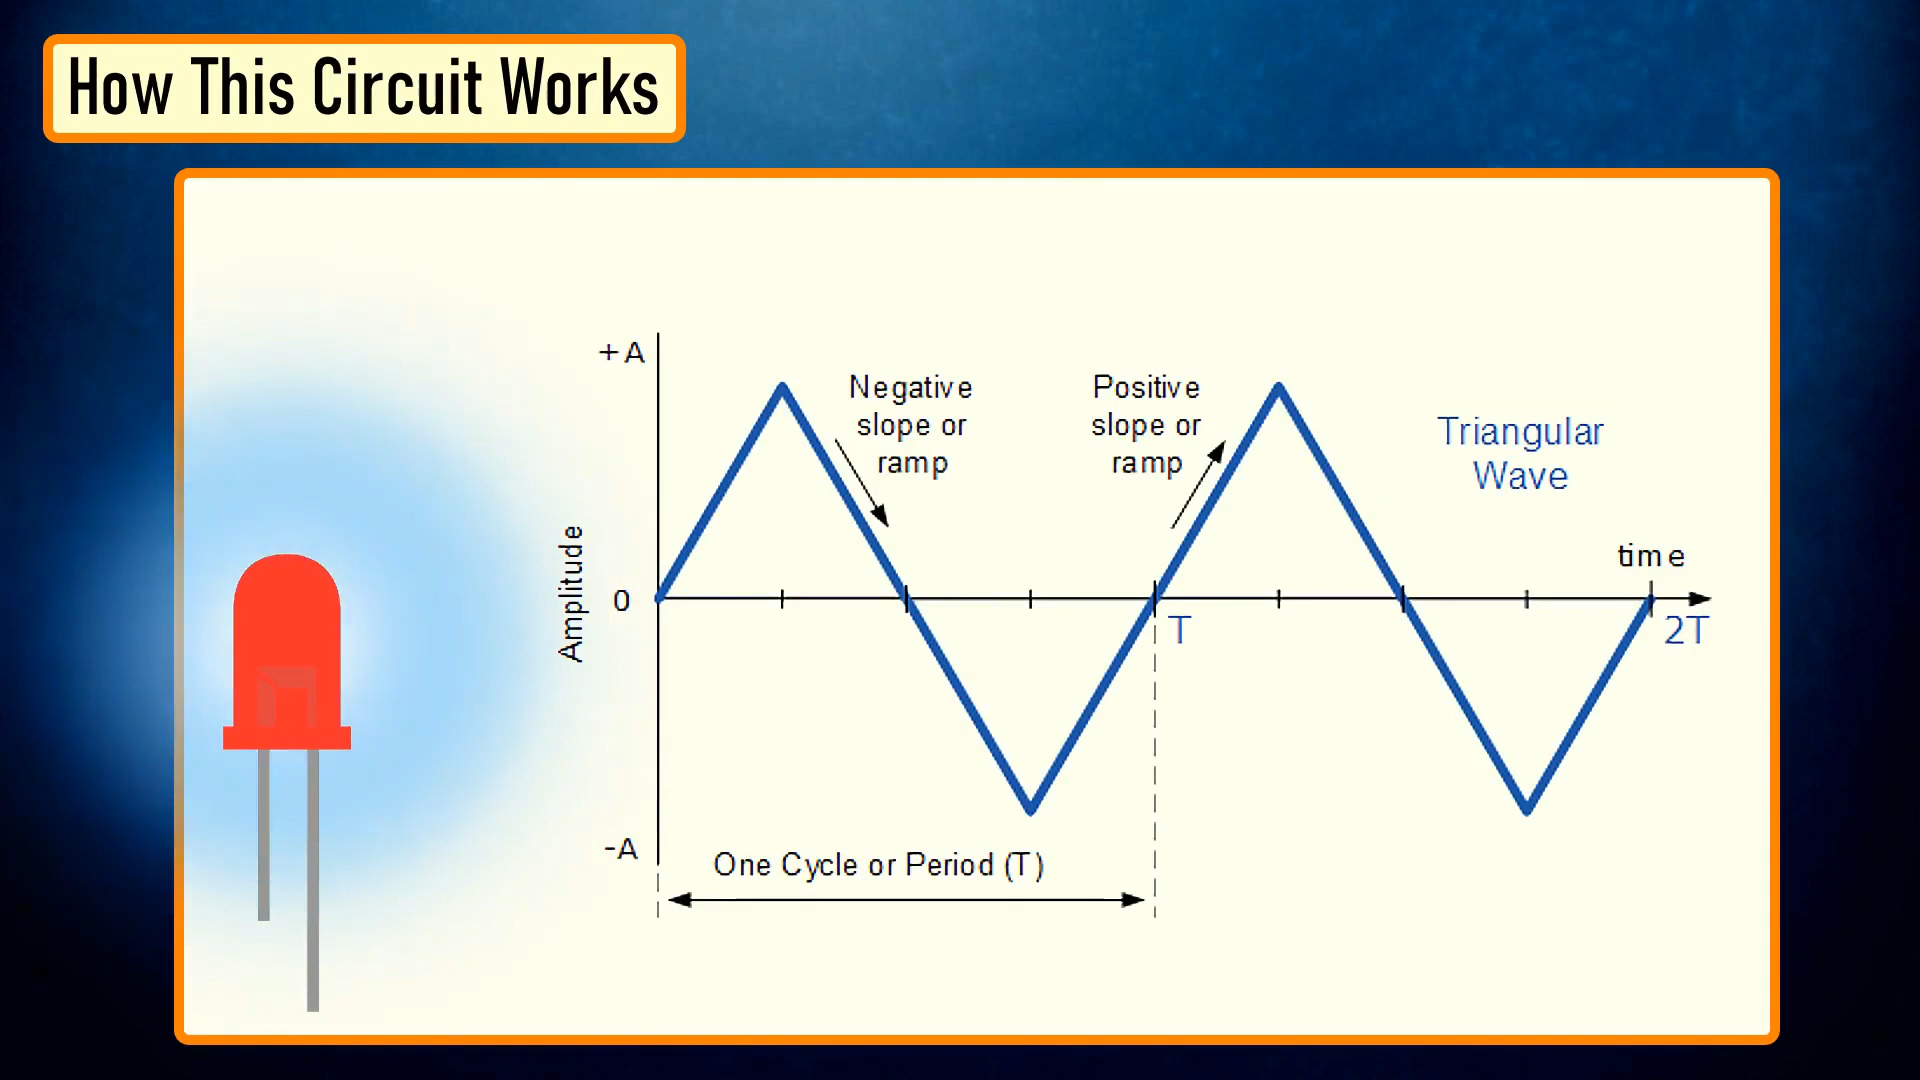 How This Circuit Works
+A
Negative
slope or
ramp
Positive
slope or
ramp
Triangular
Wave
time
Amplitude
0
T
2T
-A
One Cycle or Period (T)